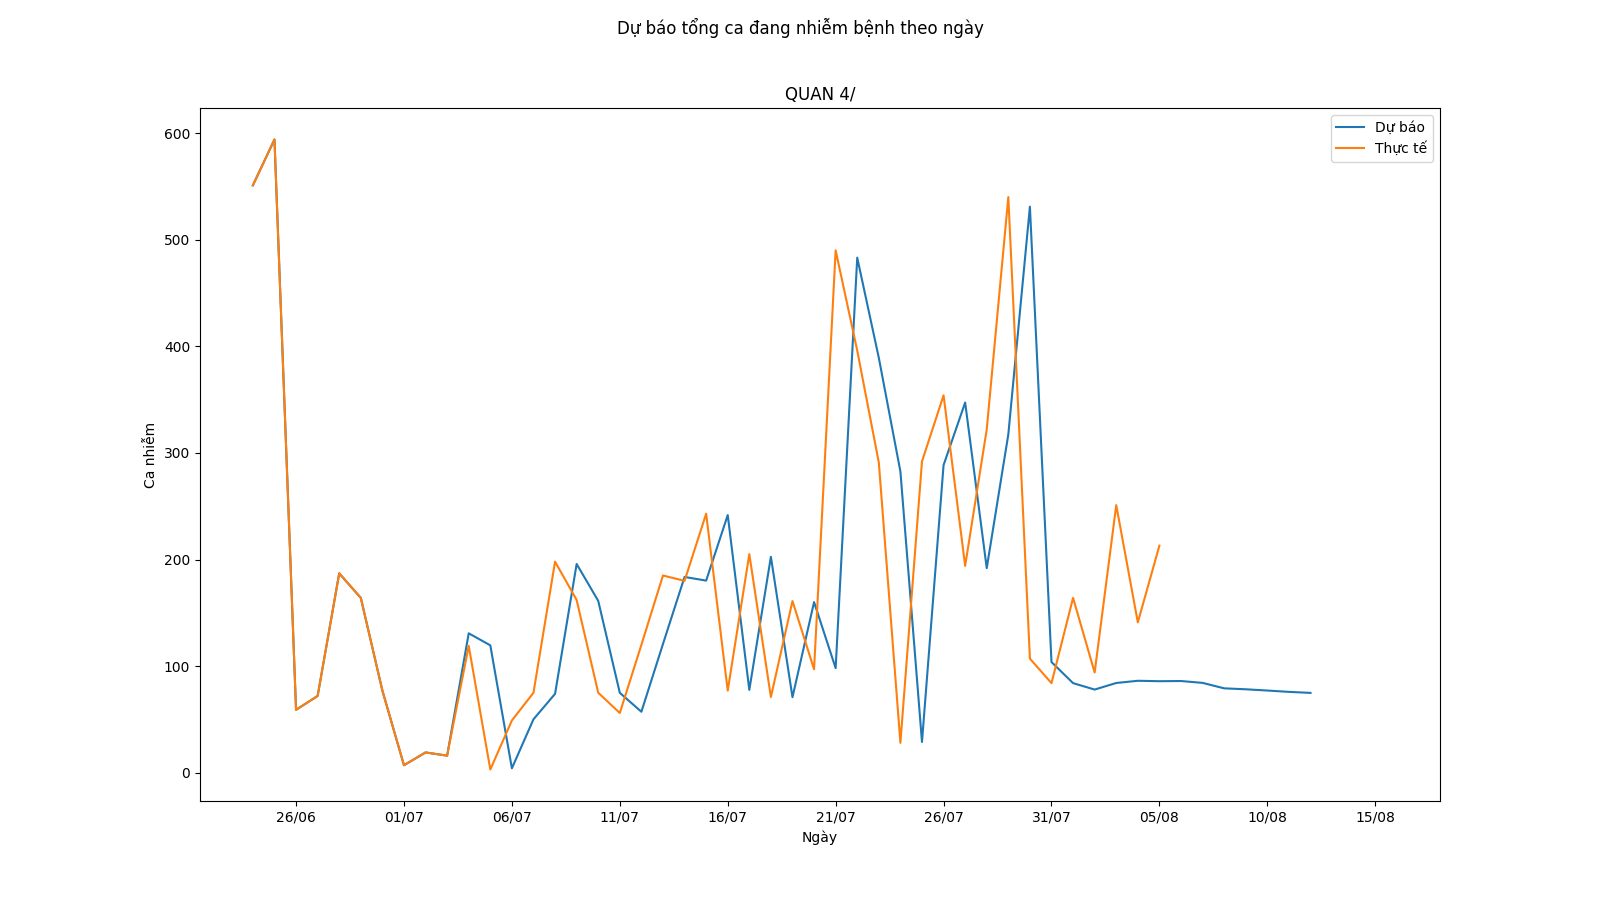 Dự báo tổng ca đang nhiễm bệnh theo ngày
QUAN 4/
Dự báo
Thực tế
600
500
400
300
200
100
0
Ca nhiễm
26/06 01/07 06/07 11/07 16/07 21/07 26/07 31/07 05/08 10/08 15/08
Ngày